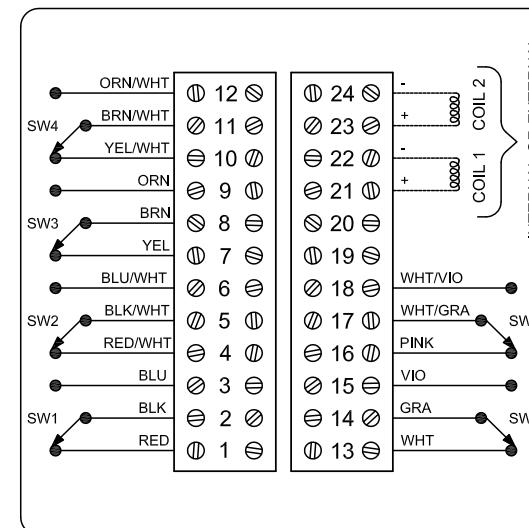 ORN/WHT 12
SW4 BRN/WHT 11
YEL/WHT 10
ORN 9
SW3 BRN 8
YEL 7
BLU/WHT 6
SW2 BLK/WHT 5
RED/WHT 4
BLU 3
SW1 BLK 2
RED 1
24 -
23 +
COIL 2
22 -
21 +
COIL 1
20
19
18 WHT/VIO
17 WHT/GRA SW
16 PINK
15 VIO
14 GRA SW
13 WHT